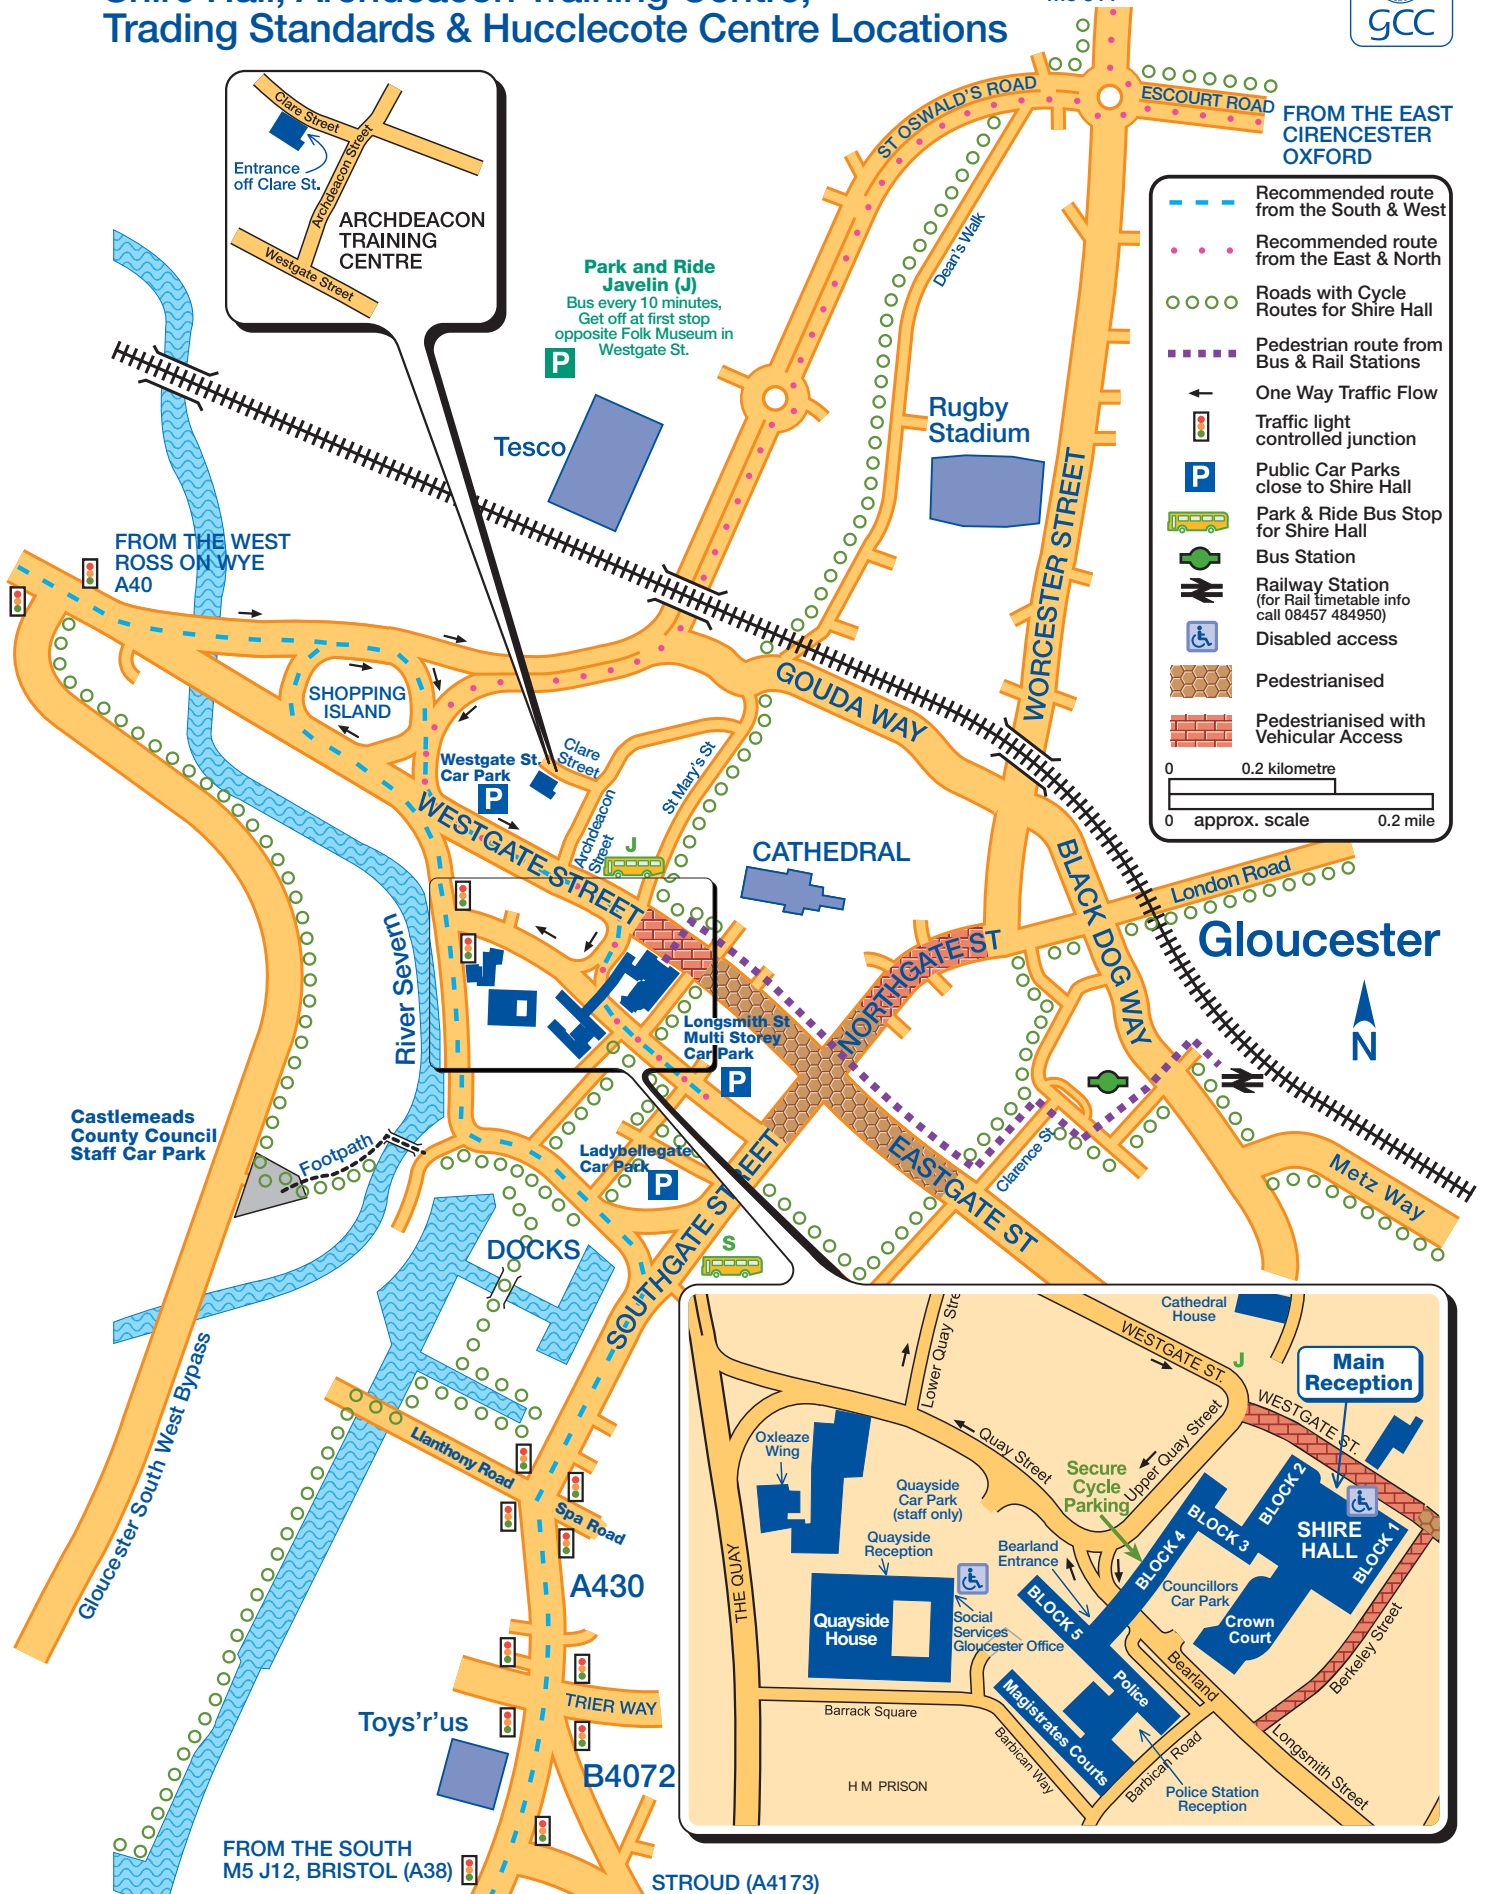 Trading Standards & Hucclecote Centre Locations
GCC
Clare Street
Entrance
off Clare St.
Archdeacon Street
ARCHDEACON
TRAINING
CENTRE
Westgate Street
ST OSWALD'S ROAD
ESCOURT ROAD
FROM THE EAST
CIRENCESTER
OXFORD
Recommended route
from the South & West
Recommended route
from the East & North
Roads with Cycle
Routes for Shire Hall
Pedestrian route from
Bus & Rail Stations
One Way Traffic Flow
Traffic light
controlled junction
P
Public Car Parks
close to Shire Hall
Park & Ride Bus Stop
for Shire Hall
Bus Station
Railway Station
(for Rail timetable info
call 08457 484950)
Disabled access
Pedestrianised
Pedestrianised with
Vehicular Access
0 0.2 kilometre
0 approx. scale 0.2 mile
Park and Ride
Javelin (J)
Bus every 10 minutes,
Get off at first stop
opposite Folk Museum in
Westgate St.
P
Dean's Walk
Tesco
Rugby
Stadium
WORCESTER STREET
FROM THE WEST
ROSS ON WYE
A40
SHOPPING
ISLAND
GOUDA WAY
Westgate St.
Car Park
P
Clare
Street
St Mary's St
Archdeacon
Street
J
WESTGATE STREET
CATHEDRAL
BLACK DOG WAY
London Road
Gloucester
N
River Severn
NORTHGATE ST
Longsmith St
Multi Storey
Car Park
P
Castlemeads
County Council
Staff Car Park
Footpath
Ladybellegate
Car Park
P
EASTGATE ST
Clarence St
Metz Way
DOCKS
S
SOUTHGATE STREET
Gloucester South West Bypass
Llanthony Road
Spa Road
A430
TRIER WAY
Toys'r'us
B4072
FROM THE SOUTH
M5 J12, BRISTOL (A38)
STROUD (A4173)
Cathedral
House
WESTGATE ST.
J
Main
Reception
WESTGATE ST.
Lower Quay Stre
Oxleaze
Wing
Quay Street
Upper Quay Street
Secure
Cycle
Parking
Quayside
Car Park
(staff only)
Quayside
Reception
Bearland
Entrance
BLOCK 2
BLOCK 3
BLOCK 4
SHIRE
HALL
BLOCK 1
THE QUAY
Quayside
House
Social
Services
Gloucester Office
BLOCK 5
Councillors
Car Park
Crown
Court
Berkeley Street
Bearland
Police
Magistrates Courts
Barrack Square
Barbican Way
Barbican Road
Longsmith Street
H M PRISON
Police Station
Reception